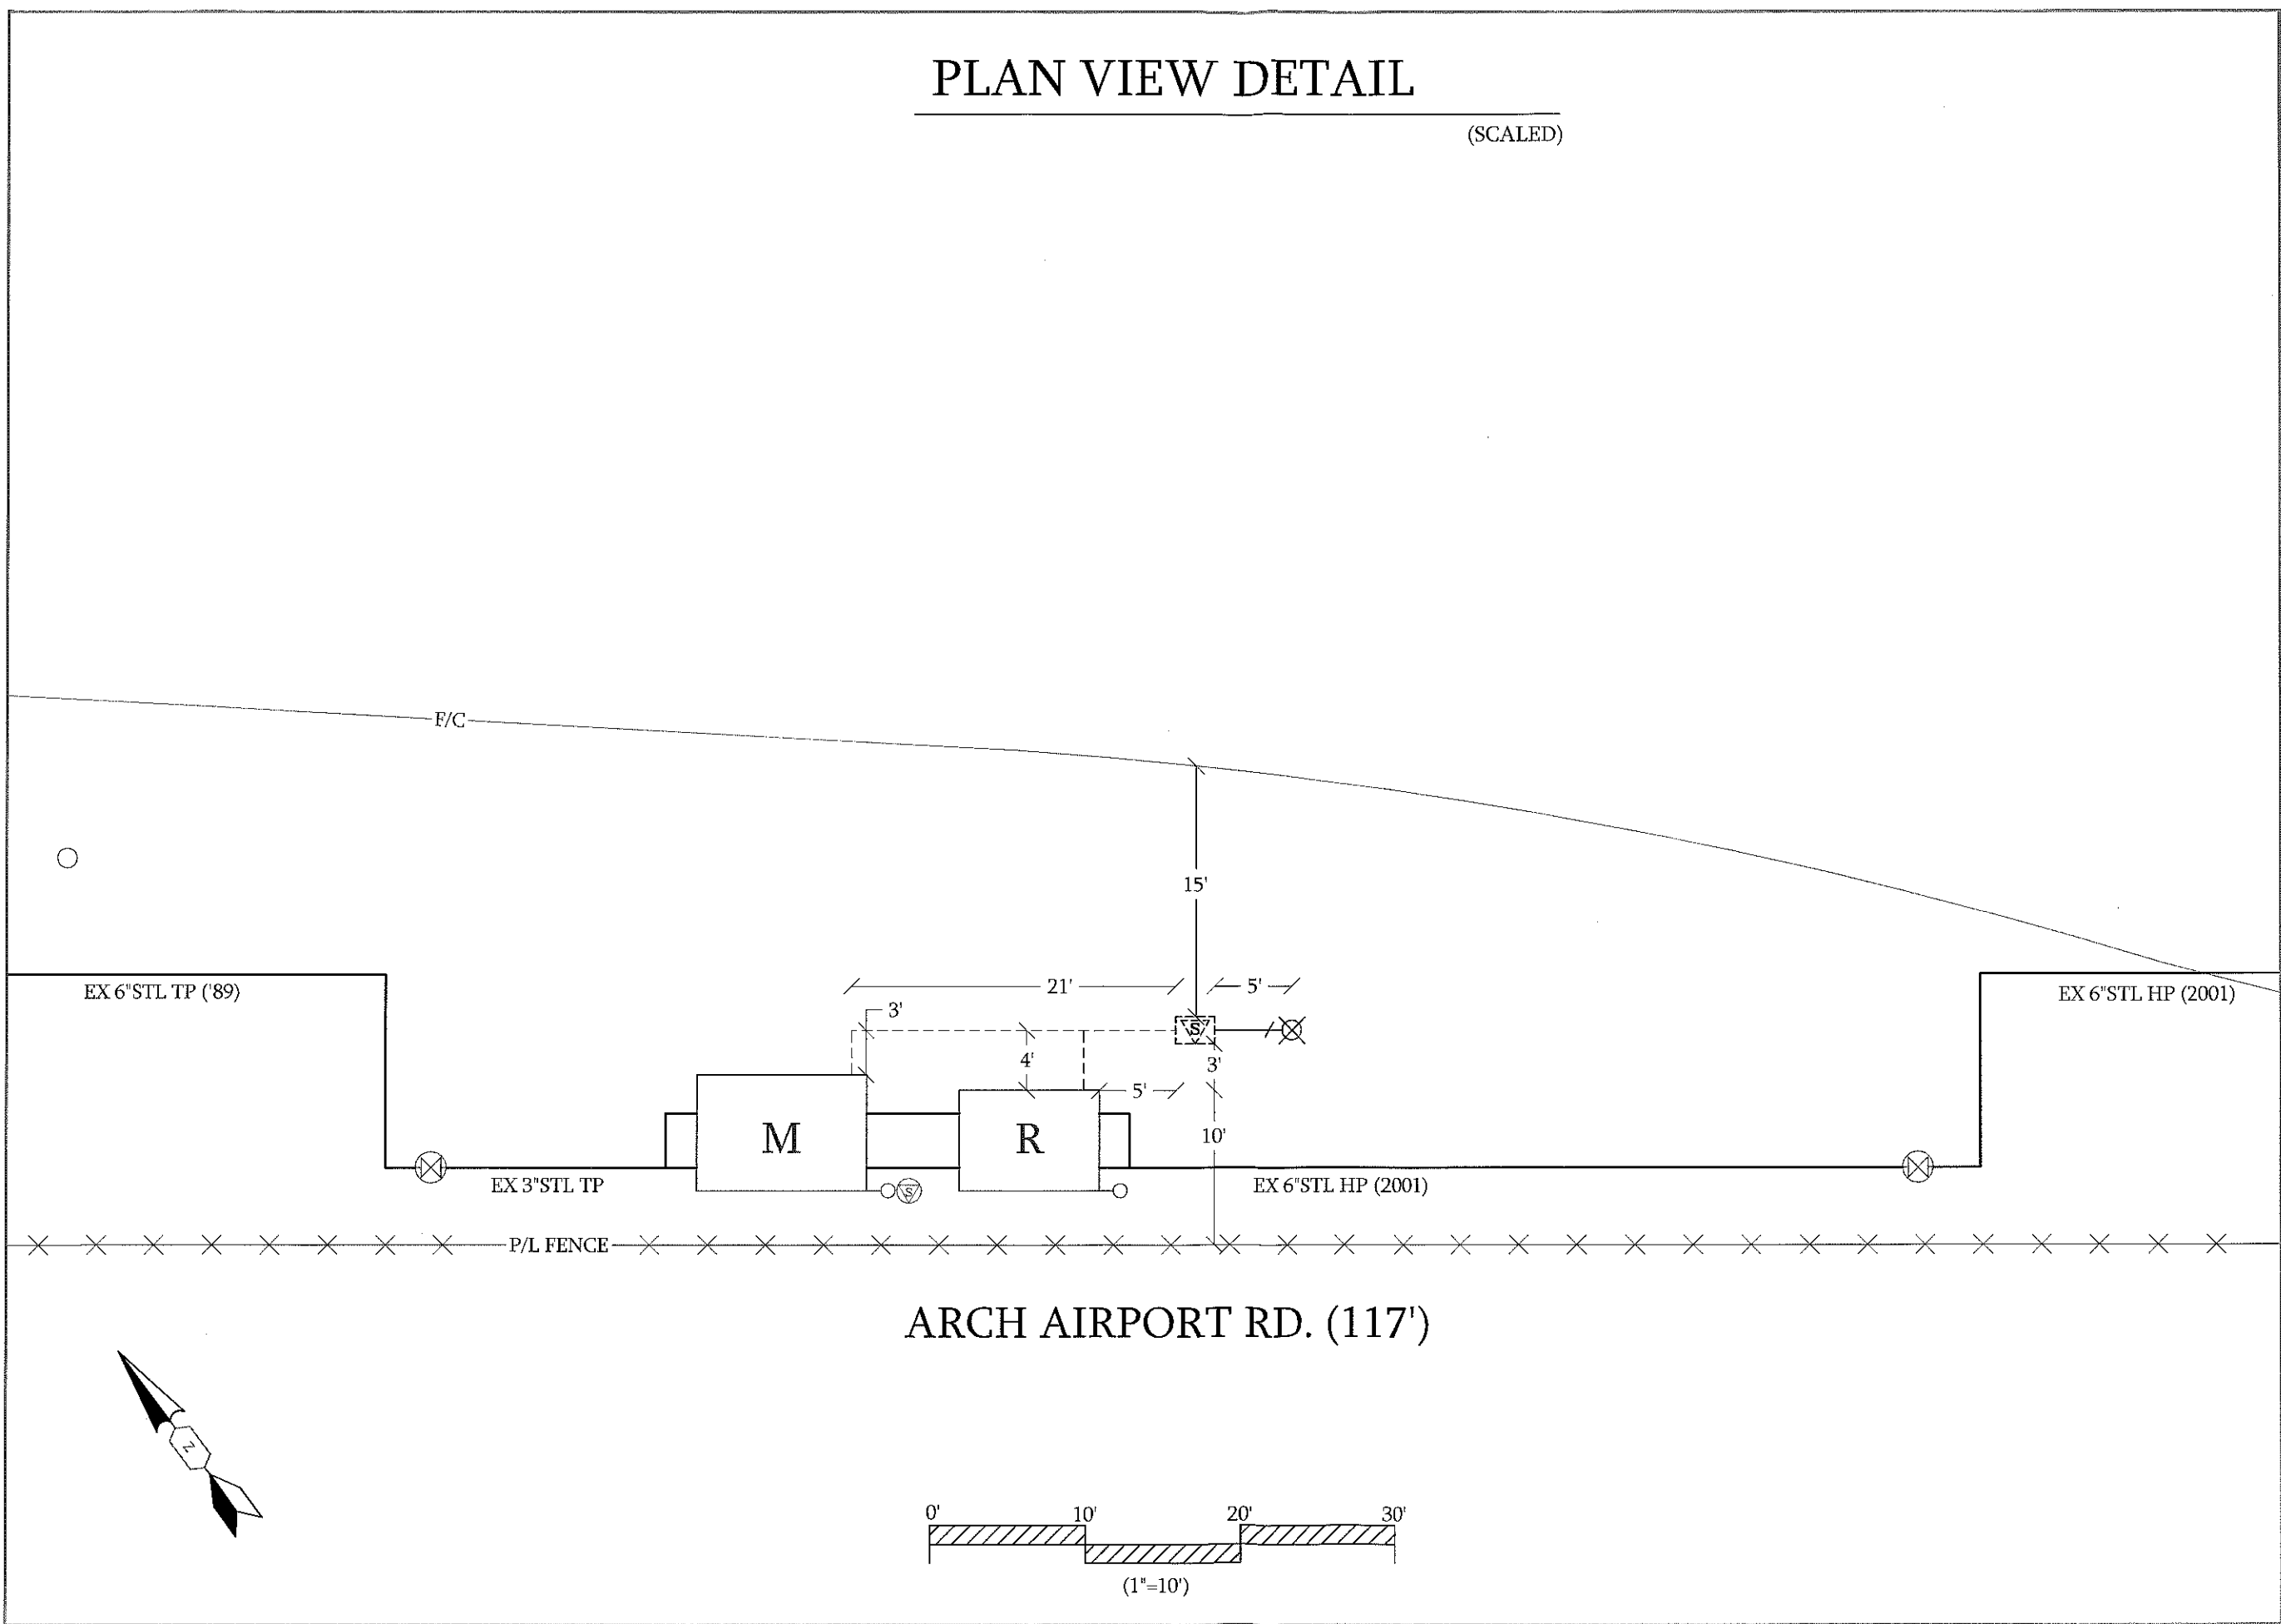 PLAN VIEW DETAIL
(SCALED)
F/C
15'
EX 6"STL TP ('89)
21'
5'
EX 6"STL HP (2001)
3'
S
4'
3'
5'
M
R
10'
EX 3"STL TP
S
EX 6"STL HP (2001)
P/L FENCE
ARCH AIRPORT RD. (117')
N
0' 10' 20' 30'
(1"=10')